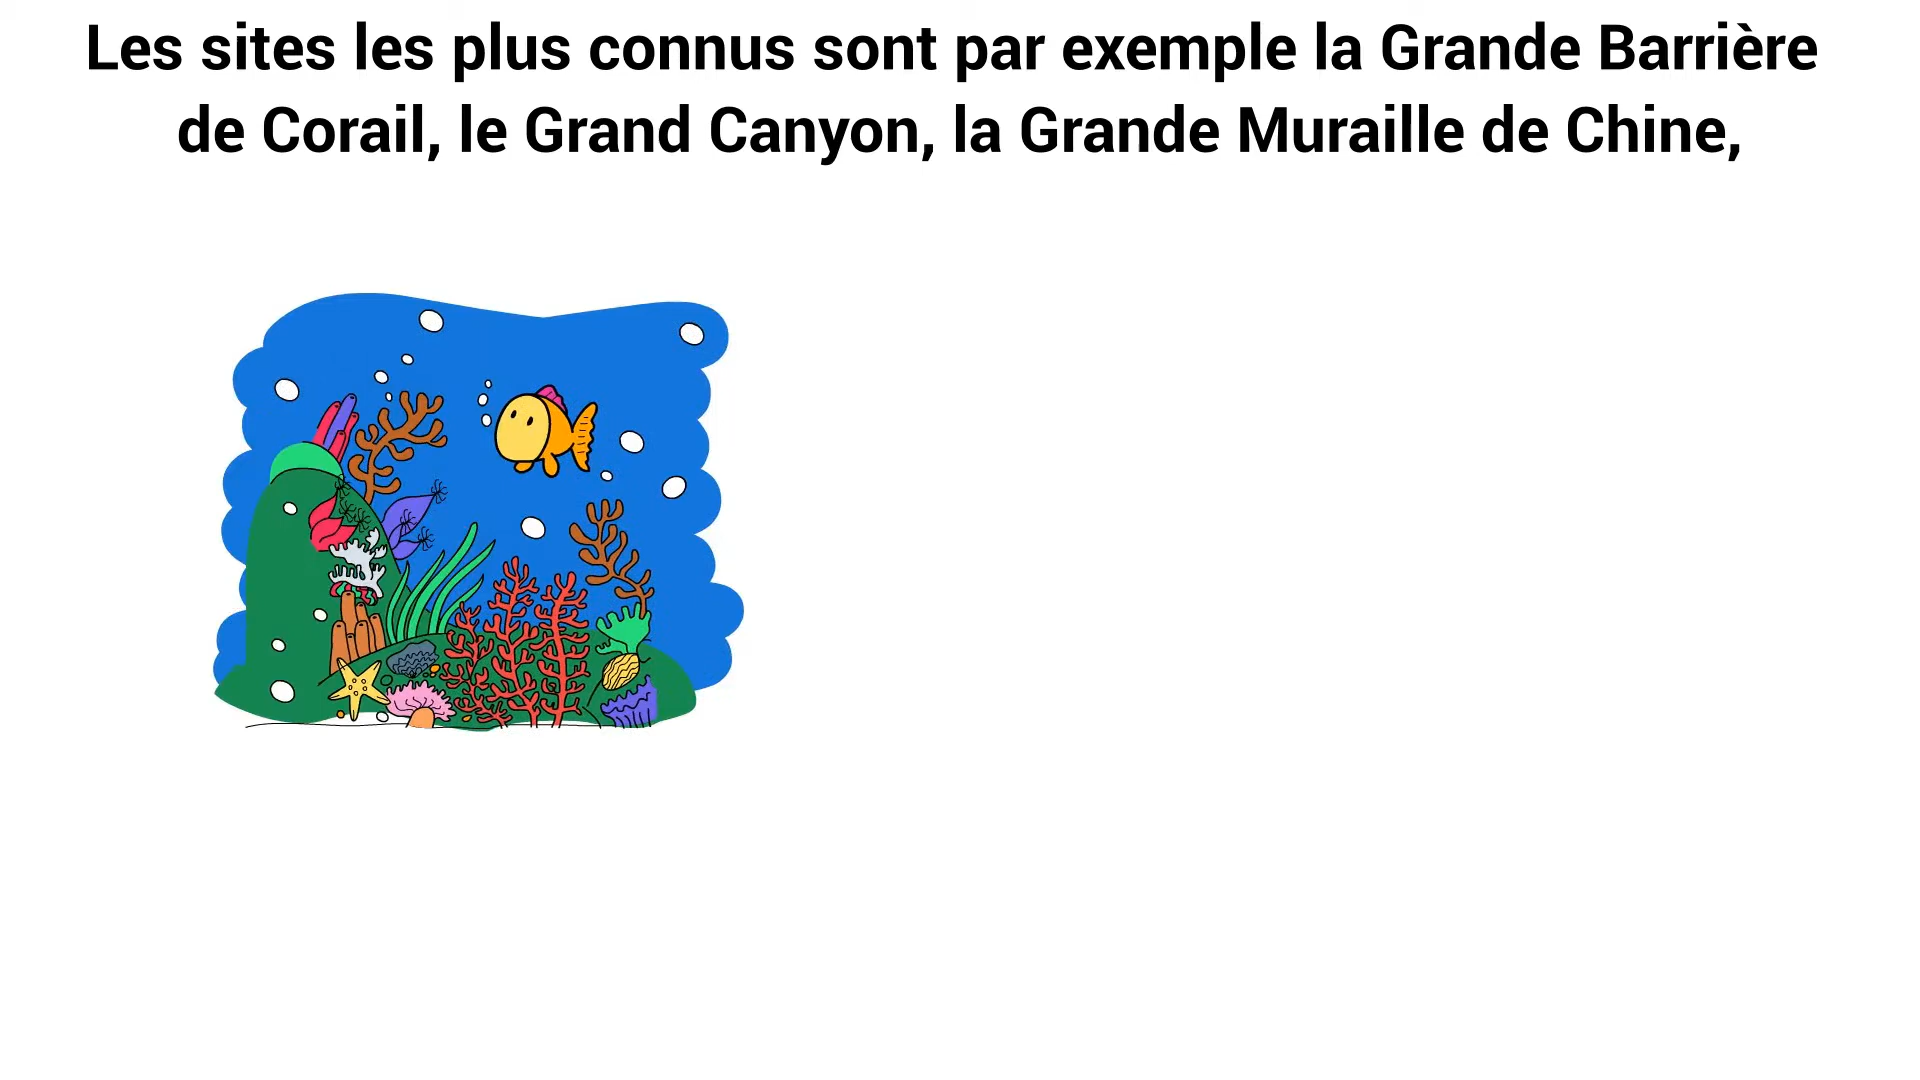 Les sites les plus connus sont par exemple la Grande Barrière
de Corail, le Grand Canyon, la Grande Muraille de Chine,